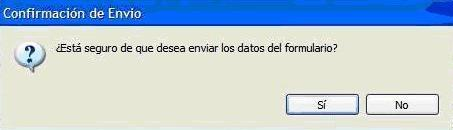 Confirmación de Envio
¿Está seguro de que desea enviar los datos del formulario?
Sí
No